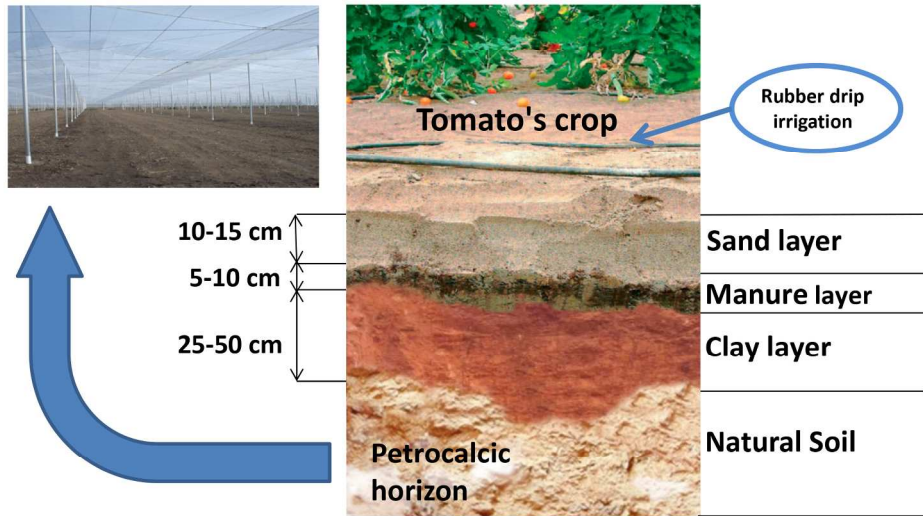 Rubber drip
irrigation
Tomato's crop
10-15 cm
Sand layer
5-10 cm
Manure layer
25-50 cm
Clay layer
Natural Soil
Petrocalcic
horizon